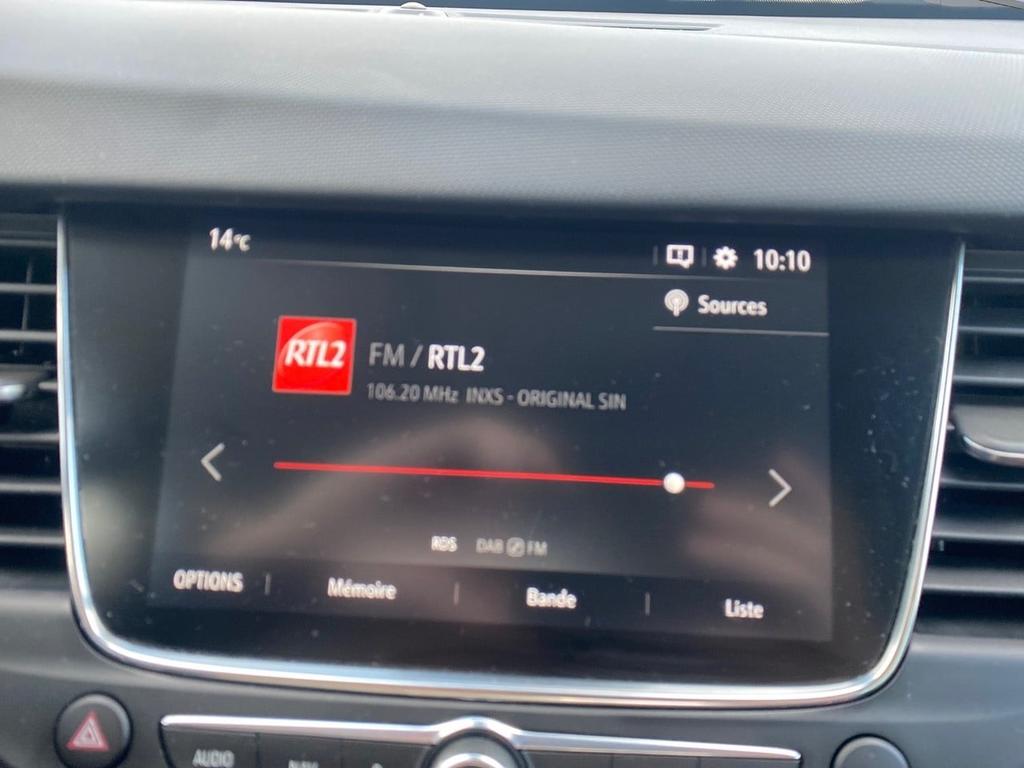 14°C
10:10
Sources
RTL2
FM / RTL2
106.20 MHz INXS - ORIGINAL SIN
RDS DAB FM
OPTIONS Mémoire Bande Liste
AUDIO